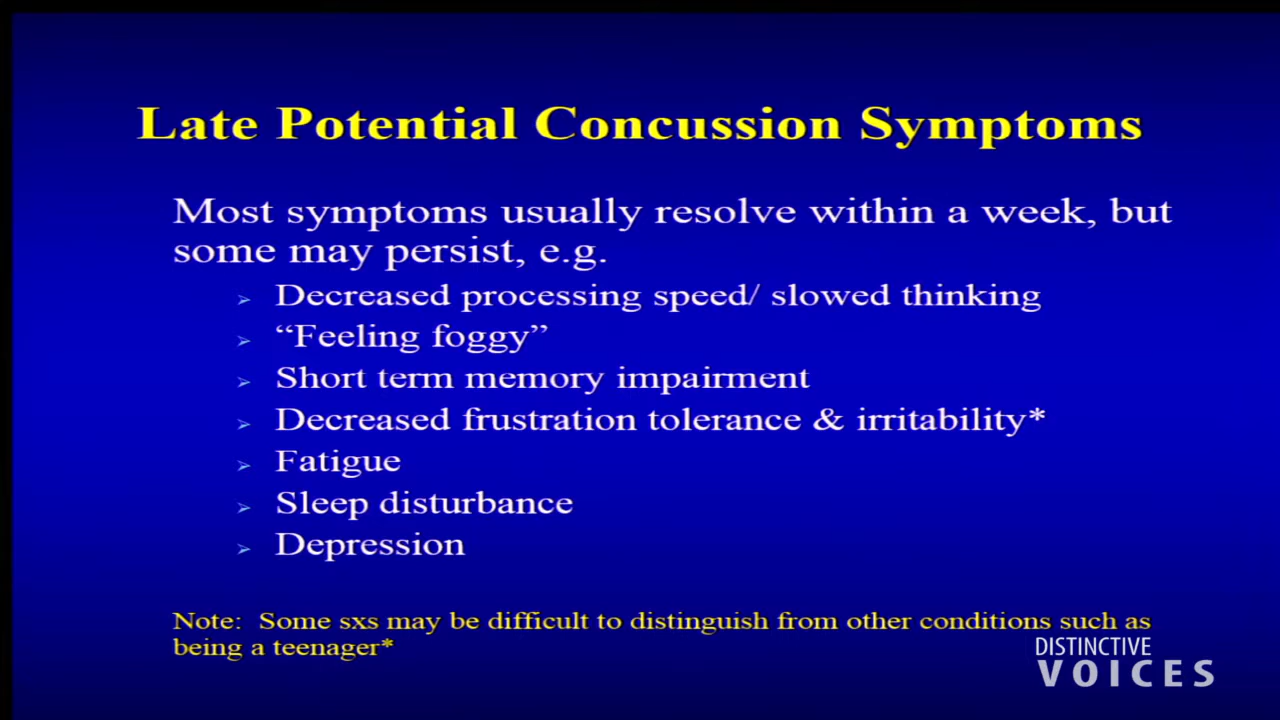 Late Potential Concussion Symptoms
Most symptoms usually resolve within a week, but
some may persist, e.g.
➢ Decreased processing speed/ slowed thinking
➢ “Feeling foggy”
➢ Short term memory impairment
➢ Decreased frustration tolerance & irritability*
➢ Fatigue
➢ Sleep disturbance
➢ Depression
Note:  Some sxs may be difficult to distinguish from other conditions such as
being a teenager*
DISTINCTIVE
VOICES